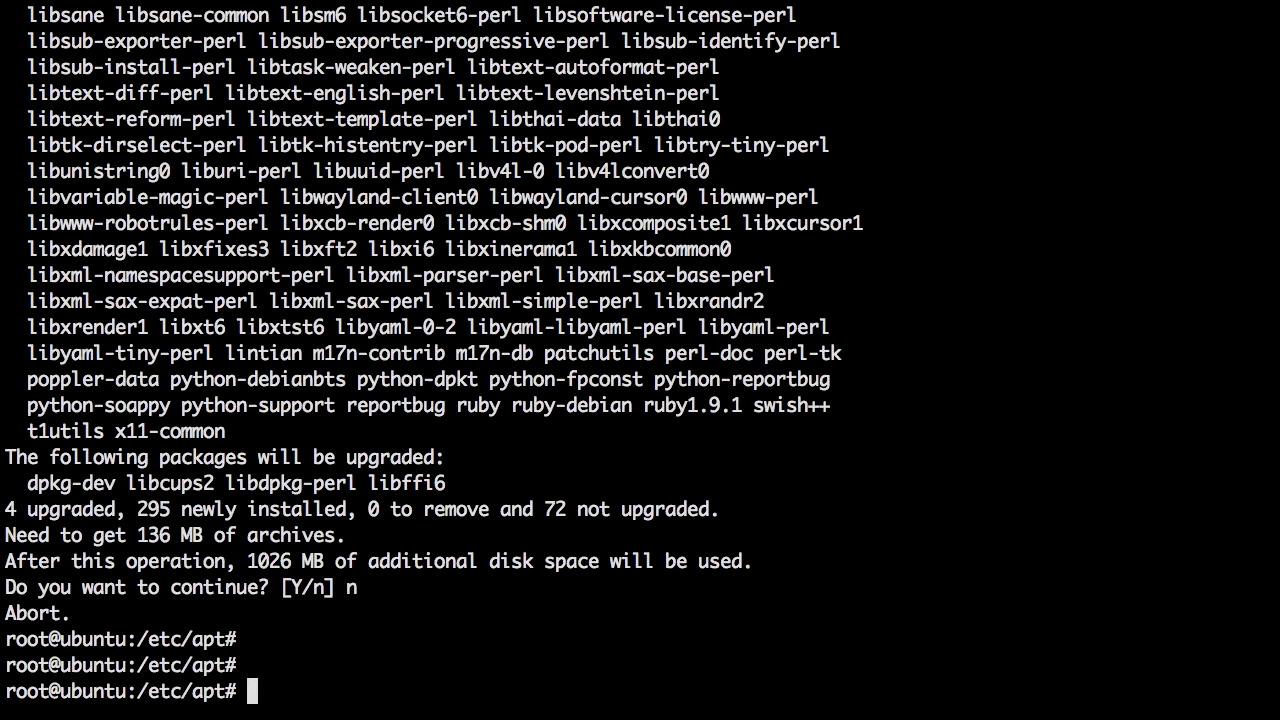 libsane libsane-common libsm6 libsocket6-perl libsoftware-license-perl
libsub-exporter-perl libsub-exporter-progressive-perl libsub-identify-perl
libsub-install-perl libtask-weaken-perl libtext-autoformat-perl
libtext-diff-perl libtext-english-perl libtext-levenshtein-perl
libtext-reform-perl libtext-template-perl libthai-data libthai0
libtk-dirselect-perl libtk-histentry-perl libtk-pod-perl libtry-tiny-perl
libunistring0 liburi-perl libuuid-perl libv4l-0 libv4lconvert0
libvariable-magic-perl libwayland-client0 libwayland-cursor0 libwww-perl
libwww-robotrules-perl libxcb-render0 libxcb-shm0 libxcomposite1 libxcursor1
libxdamage1 libxfixes3 libxft2 libxi6 libxinerama1 libxkbcommon0
libxml-namespacesupport-perl libxml-parser-perl libxml-sax-base-perl
libxml-sax-expat-perl libxml-sax-perl libxml-simple-perl libxrandr2
libxrender1 libxt6 libxtst6 libyaml-0-2 libyaml-libyaml-perl libyaml-perl
libyaml-tiny-perl lintian m17n-contrib m17n-db patchutils perl-doc perl-tk
poppler-data python-debianbts python-dpkt python-fpconst python-reportbug
python-soappy python-support reportbug ruby ruby-debian ruby1.9.1 swish++
t1utils x11-common
The following packages will be upgraded:
dpkg-dev libcups2 libdpkg-perl libffi6
4 upgraded, 295 newly installed, 0 to remove and 72 not upgraded.
Need to get 136 MB of archives.
After this operation, 1026 MB of additional disk space will be used.
Do you want to continue? [Y/n] n
Abort.
root@ubuntu:/etc/apt#
root@ubuntu:/etc/apt#
root@ubuntu:/etc/apt#